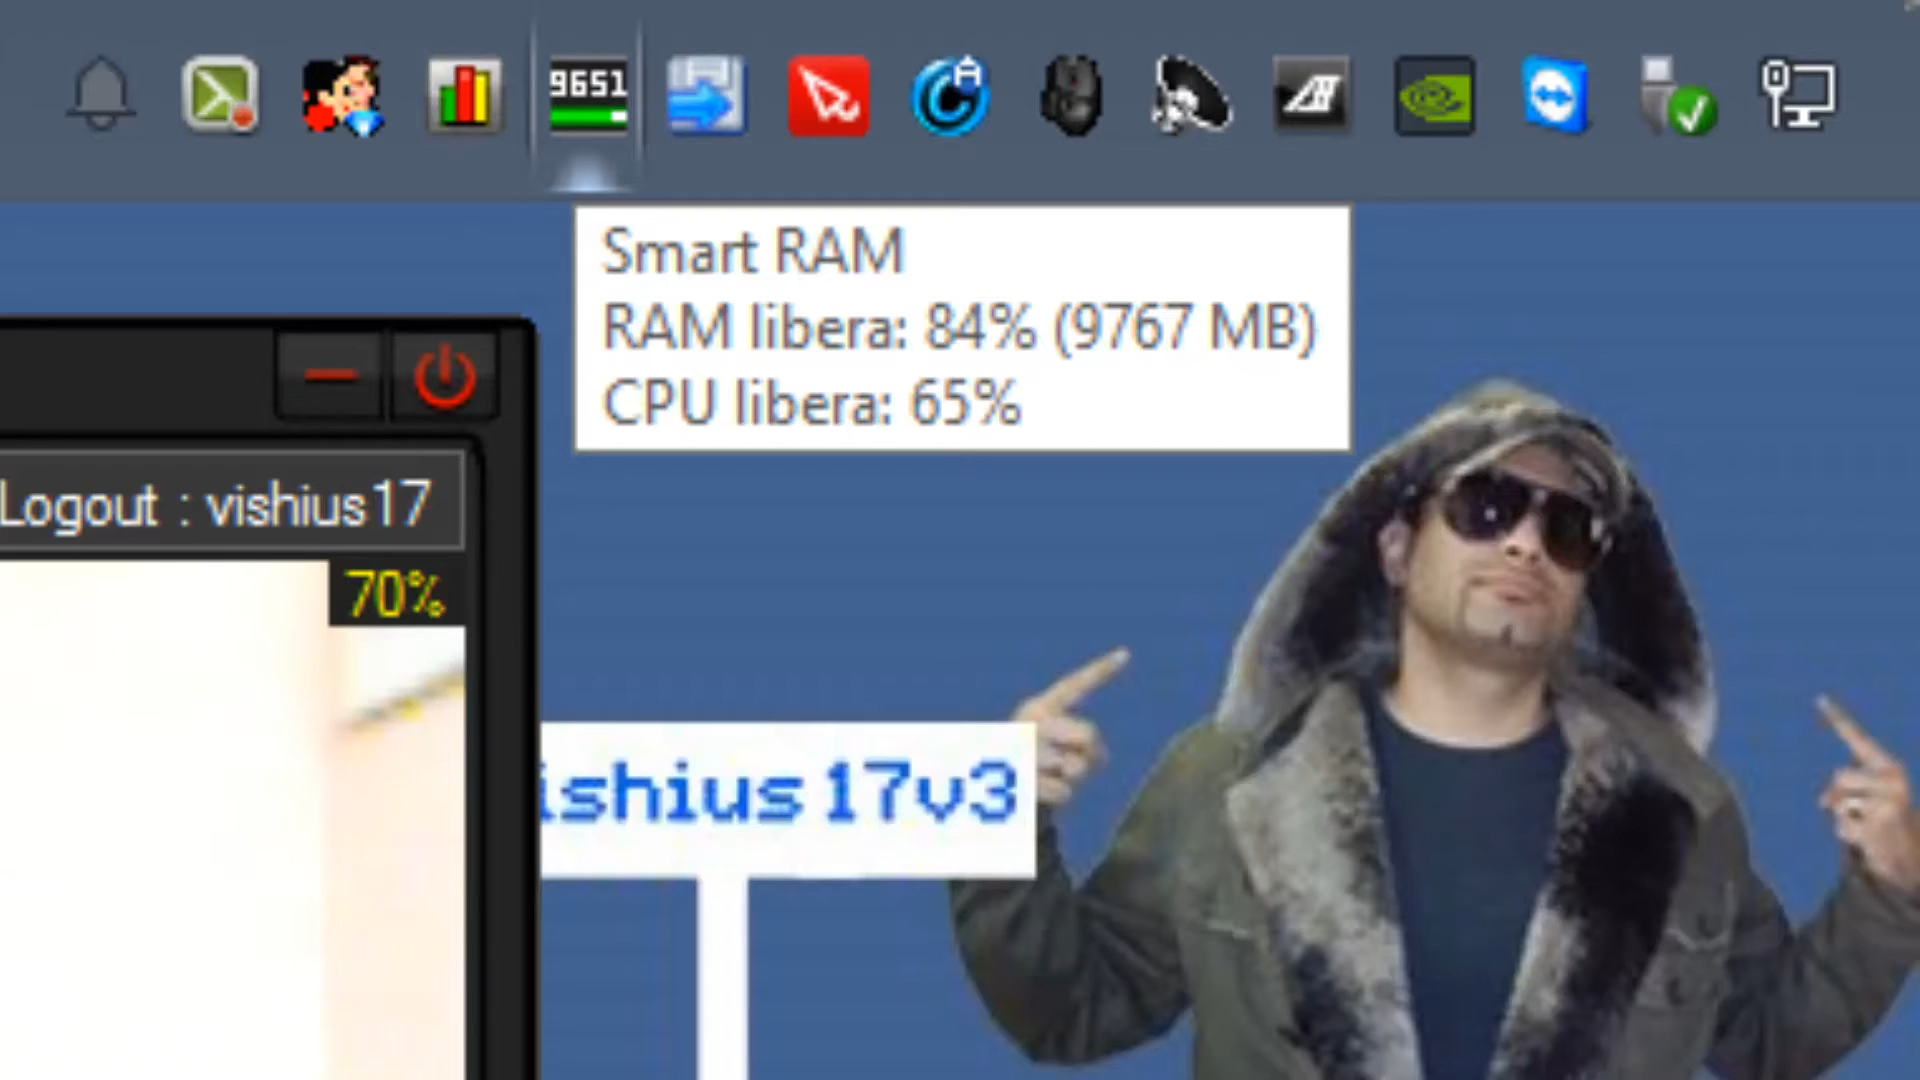 9651
Smart RAM
RAM libera: 84% (9767 MB)
CPU libera: 65%
Logout : vishius17
70%
ishius17v3